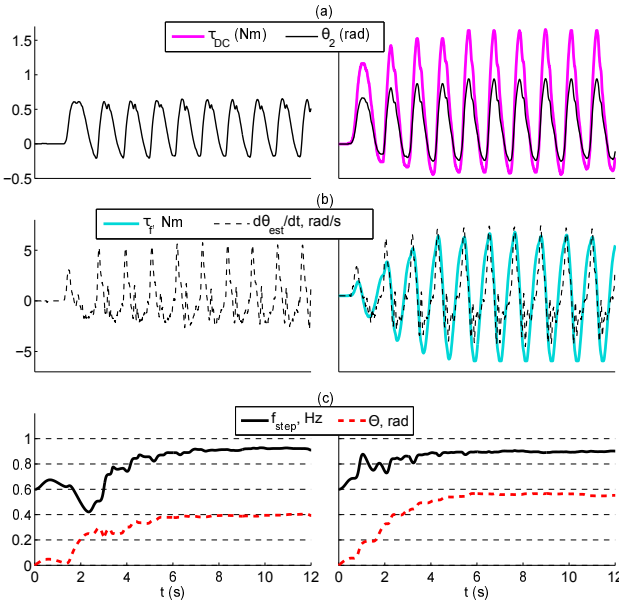 (a)
τDC (Nm) θ2 (rad)
1.5
1
0.5
0
−0.5
(b)
τf, Nm dθest/dt, rad/s
5
0
−5
(c)
fstep, Hz Θ, rad
1
0.8
0.6
0.4
0.2
0
0 2 4 6 8 10 12
0 2 4 6 8 10 12
t (s) t (s)